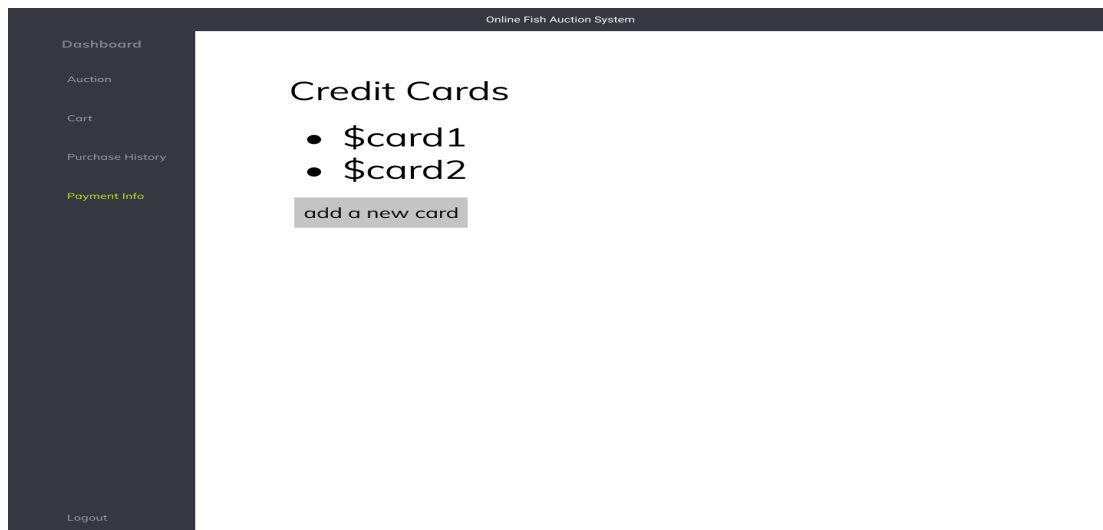 Online Fish Auction System
Dashboard
Auction
Cart
Purchase History
Payment Info
Logout
Credit Cards
$card1
$card2
add a new card